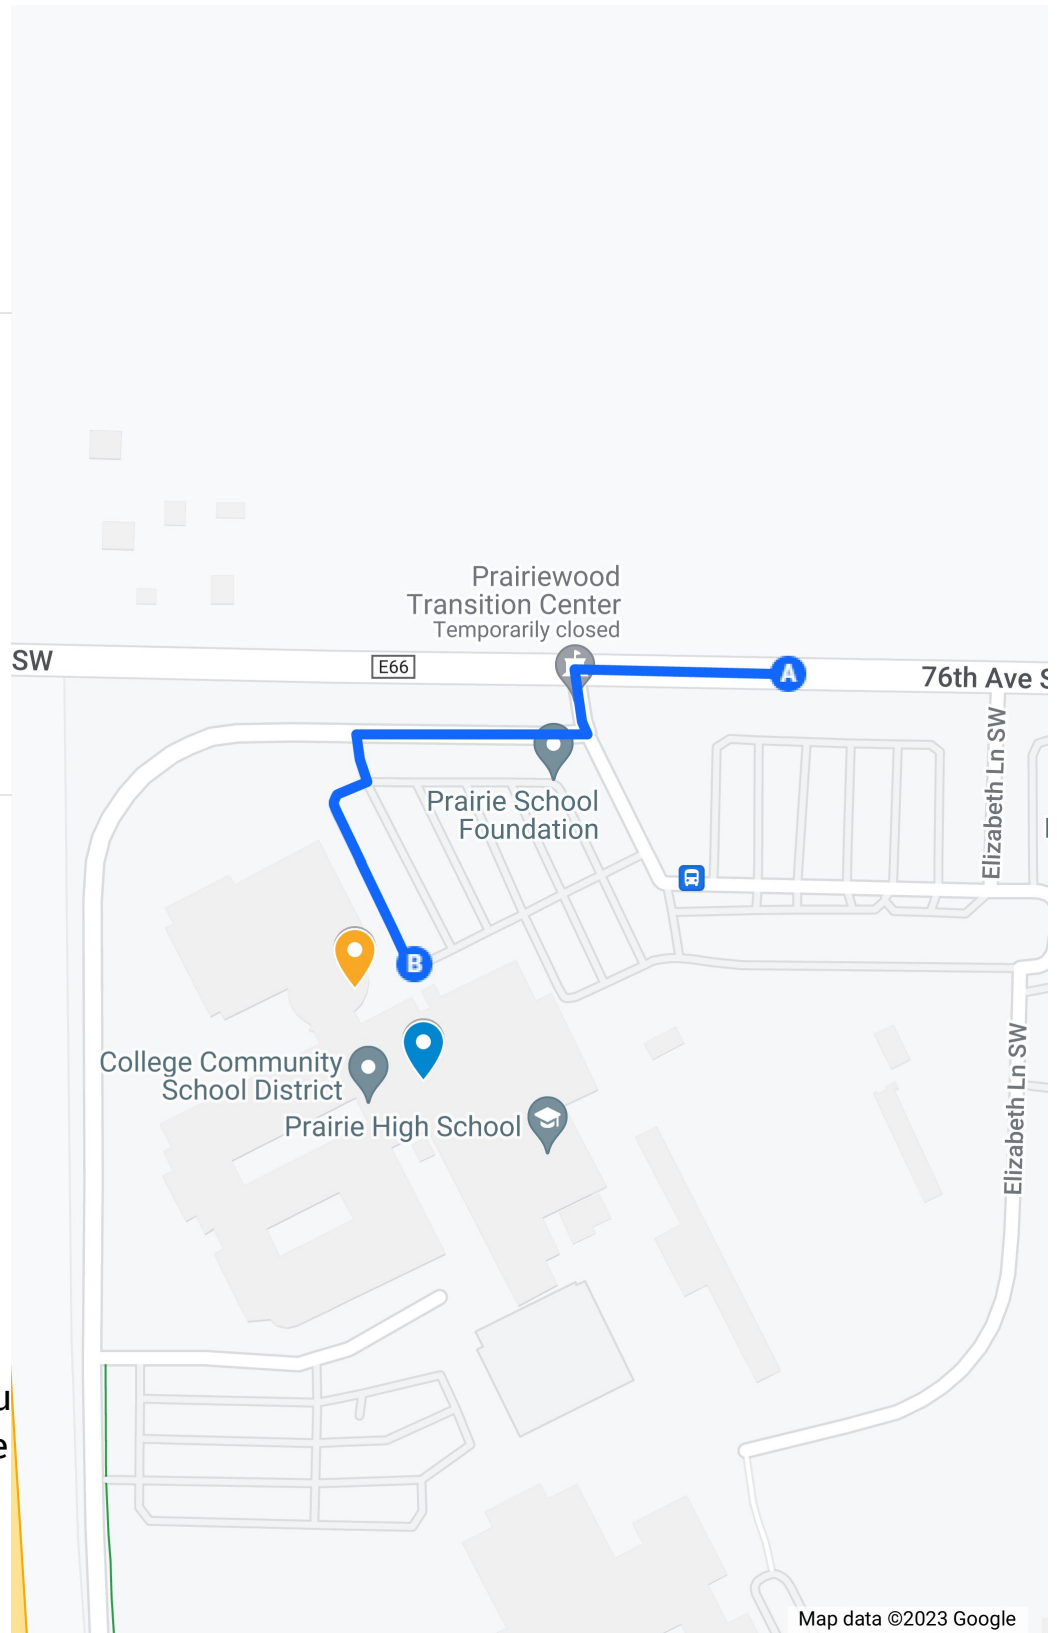 Prairiewood
Transition Center
Temporarily closed
SW
E66
A
76th Ave S
Elizabeth Ln SW
Prairie School
Foundation
B
College Community
School District
Prairie High School
Elizabeth Ln SW
u
e
Map data ©2023 Google